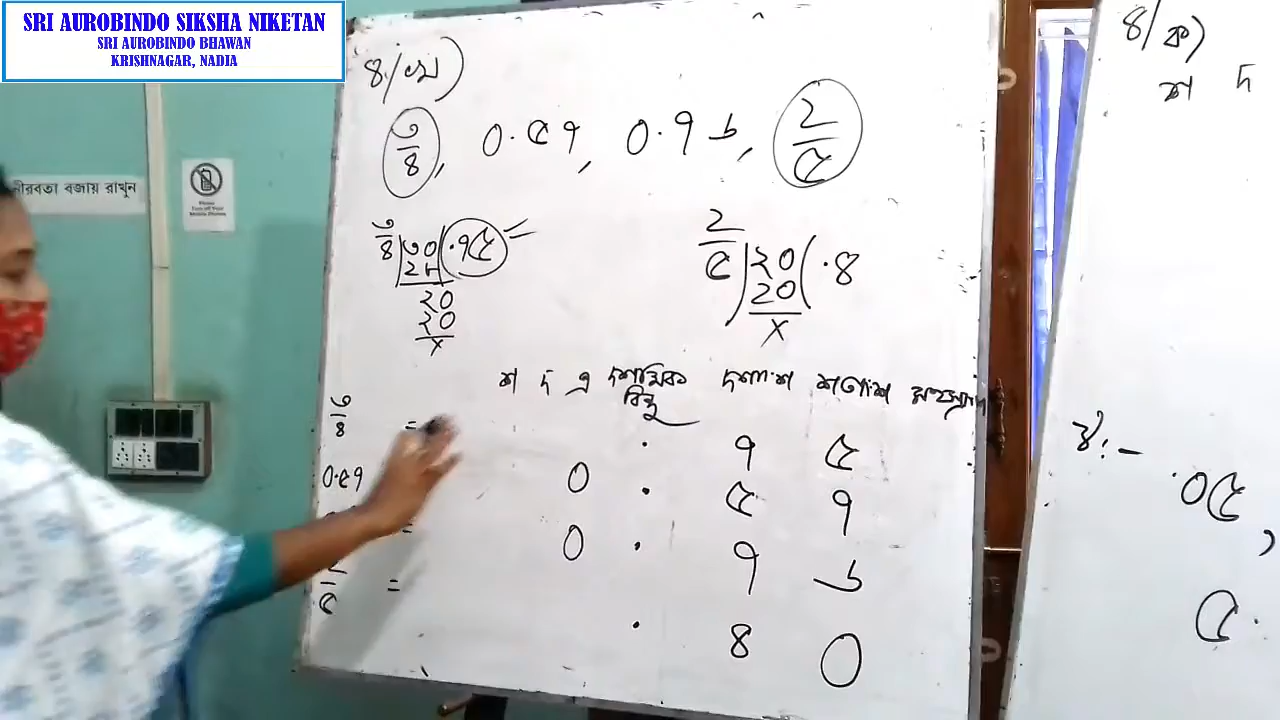 SRI AUROBINDO SIKSHA NIKETAN
SRI AUROBINDO BHAWAN
KRISHNAGAR, NADIA
নীরবতা বজায় রাখুন
৪/খ)
৩/৪, ০.৫৭, ০.৭৮, ২/৫
৩/৪ ৩০ (.৭৫
২৮
২০
২০
x
২/৫ ২০ ( .৪
২০
x
শ দ এ দশমিক বিন্দু দশাংশ শতাংশ
৩/৪ = . ৭ ৫
০.৫৭ ০ . ৫ ৭
= ০ . ৭ ৮
৫ = . ৪ ০
৪/ক)
শ দ
.০৫,
৫.